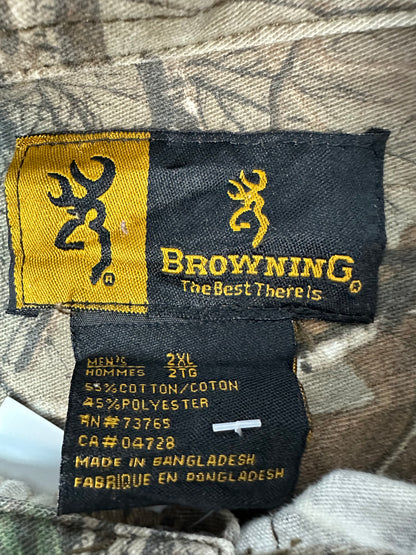 BROWNING®
The Best There Is
®
MEN'S 2XL
HOMMES 2TG
55% COTTON/COTON
45% POLYESTER
RN# 73765
CA# 04728
MADE IN BANGLADESH
FABRIQUE EN BANGLADESH